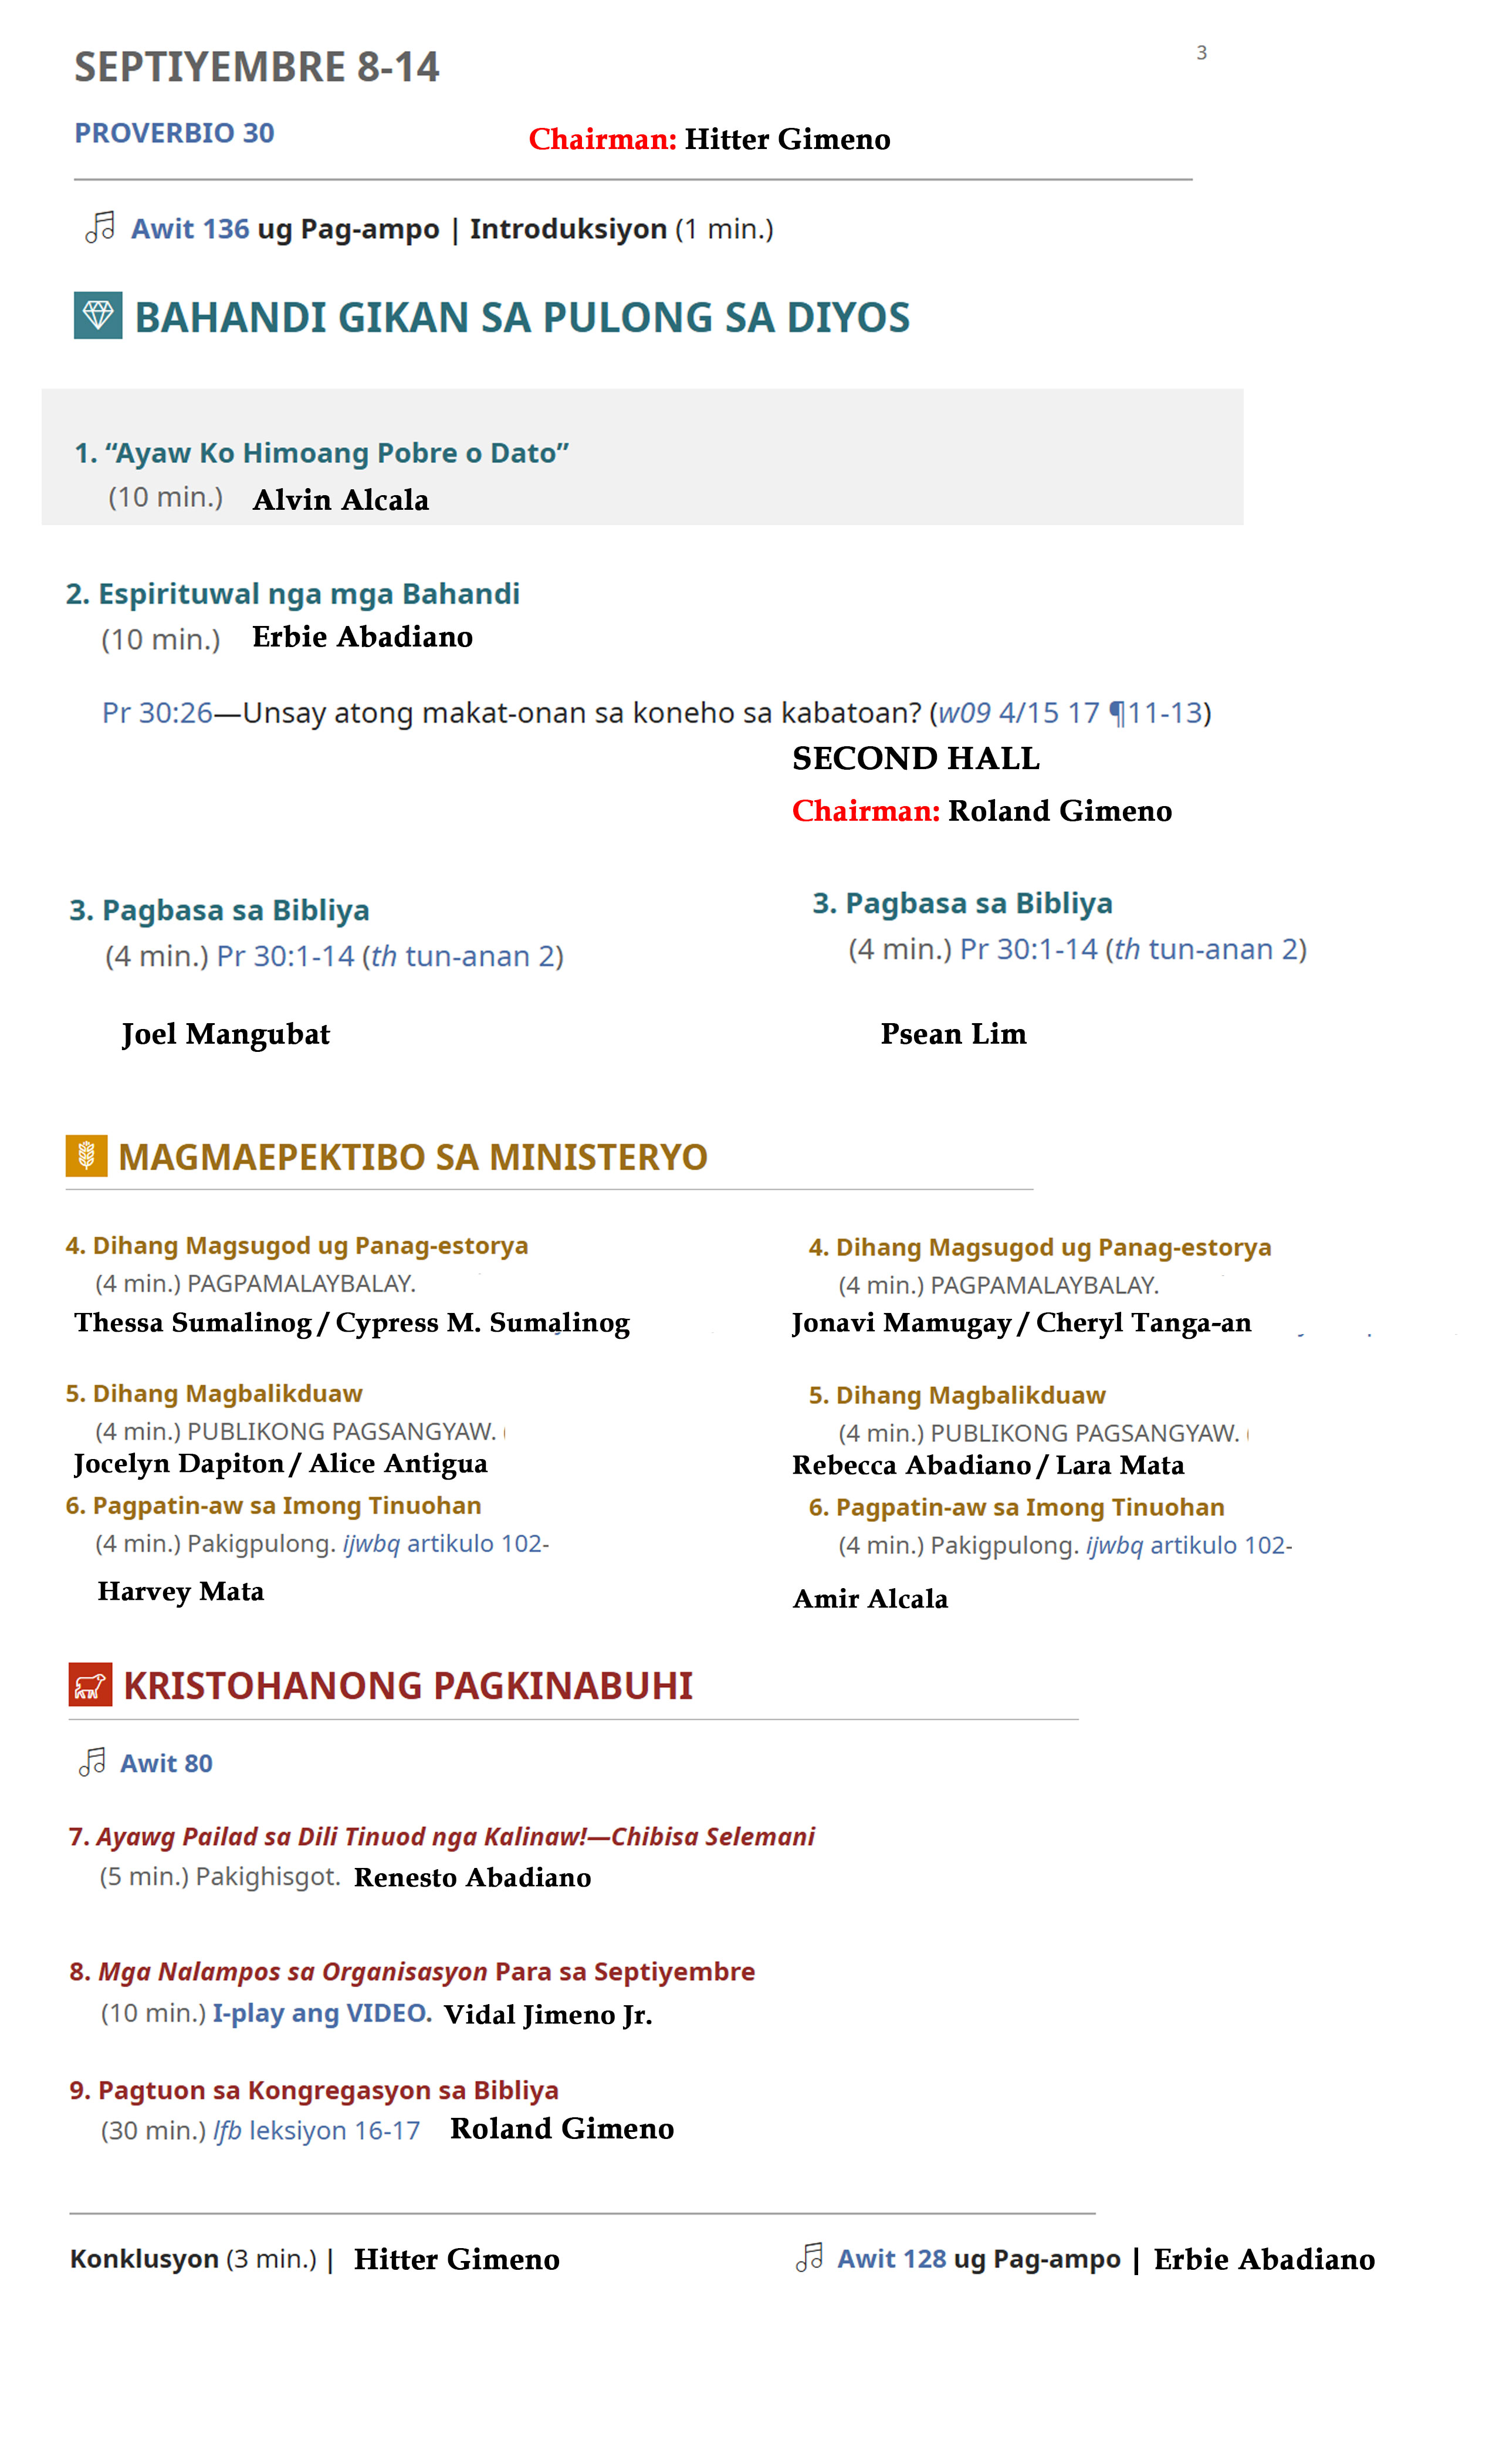 SEPTIYEMBRE 8-14
3
PROVERBIO 30
Chairman: Hitter Gimeno
Awit 136 ug Pag-ampo | Introduksiyon (1 min.)
BAHANDI GIKAN SA PULONG SA DIYOS
1. “Ayaw Ko Himoang Pobre o Dato”
(10 min.) Alvin Alcala
2. Espirituwal nga mga Bahandi
(10 min.) Erbie Abadiano
Pr 30:26—Unsay atong makat-onan sa koneho sa kabatoan? (w09 4/15 17 ¶11-13)
SECOND HALL
Chairman: Roland Gimeno
3. Pagbasa sa Bibliya
(4 min.) Pr 30:1-14 (th tun-anan 2)
Joel Mangubat
3. Pagbasa sa Bibliya
(4 min.) Pr 30:1-14 (th tun-anan 2)
Psean Lim
MAGMAEPEKTIBO SA MINISTERYO
4. Dihang Magsugod ug Panag-estorya
(4 min.) PAGPAMALAYBALAY.
Thessa Sumalinog / Cypress M. Sumalinog
5. Dihang Magbalikduaw
(4 min.) PUBLIKONG PAGSANGYAW. (
Jocelyn Dapiton / Alice Antigua
6. Pagpatin-aw sa Imong Tinuohan
(4 min.) Pakigpulong. ijwbq artikulo 102-
Harvey Mata
4. Dihang Magsugod ug Panag-estorya
(4 min.) PAGPAMALAYBALAY.
Jonavi Mamugay / Cheryl Tanga-an
5. Dihang Magbalikduaw
(4 min.) PUBLIKONG PAGSANGYAW. (
Rebecca Abadiano / Lara Mata
6. Pagpatin-aw sa Imong Tinuohan
(4 min.) Pakigpulong. ijwbq artikulo 102-
Amir Alcala
KRISTOHANONG PAGKINABUHI
Awit 80
7. Ayawg Pailad sa Dili Tinuod nga Kalinaw!—Chibisa Selemani
(5 min.) Pakighisgot. Renesto Abadiano
8. Mga Nalampos sa Organisasyon Para sa Septiyembre
(10 min.) I-play ang VIDEO. Vidal Jimeno Jr.
9. Pagtuon sa Kongregasyon sa Bibliya
(30 min.) lfb leksiyon 16-17 Roland Gimeno
Konklusyon (3 min.) | Hitter Gimeno
Awit 128 ug Pag-ampo | Erbie Abadiano